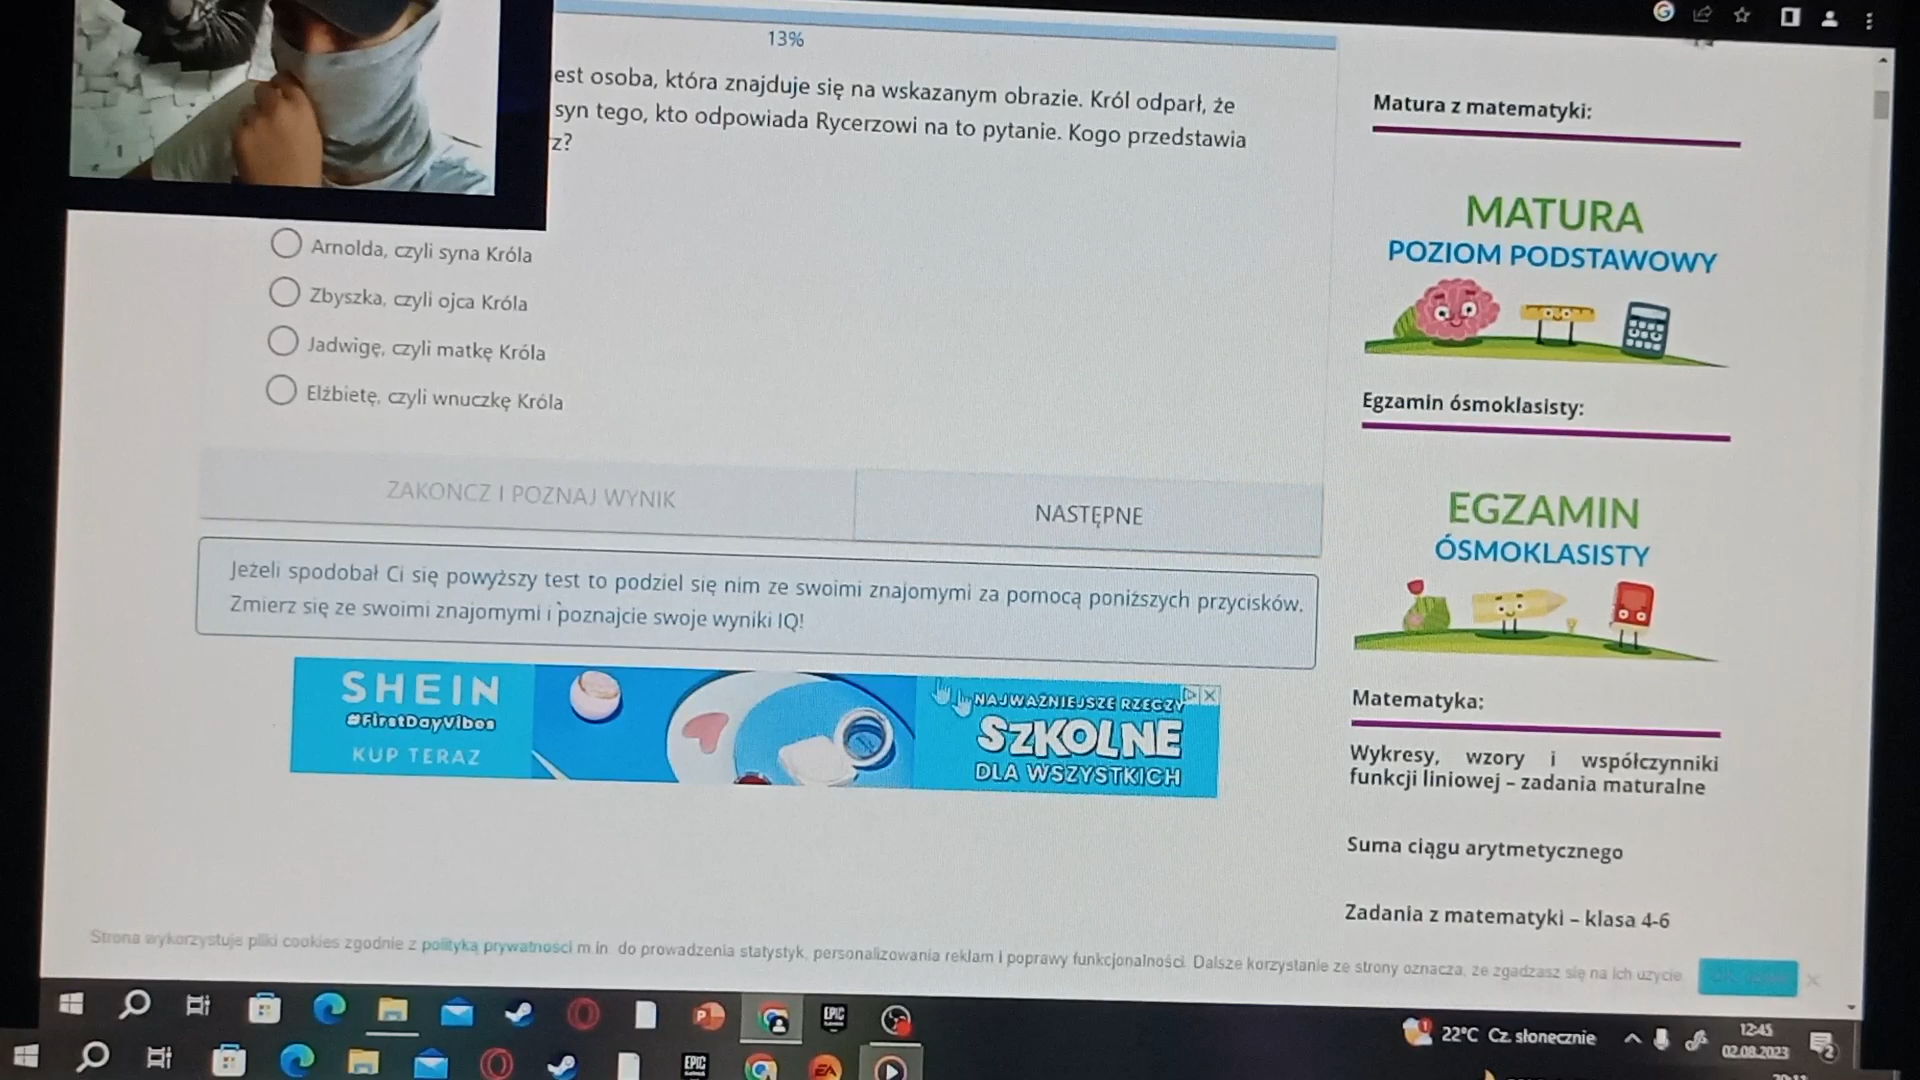 13%
est osoba, która znajduje się na wskazanym obrazie. Król odparł, że
syn tego, kto odpowiada Rycerzowi na to pytanie. Kogo przedstawia
z?
Arnolda, czyli syna Króla
Zbyszka, czyli ojca Króla
Jadwigę, czyli matkę Króla
Elżbietę, czyli wnuczkę Króla
ZAKOŃCZ I POZNAJ WYNIK
NASTĘPNE
Jeżeli spodobał Ci się powyższy test to podziel się nim ze swoimi znajomymi za pomocą poniższych przycisków.
Zmierz się ze swoimi znajomymi i poznajcie swoje wyniki IQ!
SHEIN
#FirstDayVibes
KUP TERAZ
NAJWAŻNIEJSZE RZECZY
SZKOLNE
DLA WSZYSTKICH
Matura z matematyki:
MATURA
POZIOM PODSTAWOWY
Egzamin ósmoklasisty:
EGZAMIN
ÓSMOKLASISTY
Matematyka:
Wykresy, wzory i współczynniki
funkcji liniowej – zadania maturalne
Suma ciągu arytmetycznego
Zadania z matematyki – klasa 4-6
Strona wykorzystuje pliki cookies zgodnie z polityką prywatności m.in. do prowadzenia statystyk, personalizowania reklam i poprawy funkcjonalności. Dalsze korzystanie ze strony oznacza, że zgadzasz się na ich użycie
EPIC
GAMES
1
22°C Cz. słonecznie
12:45
02.08.2023
2
EPIC
EA